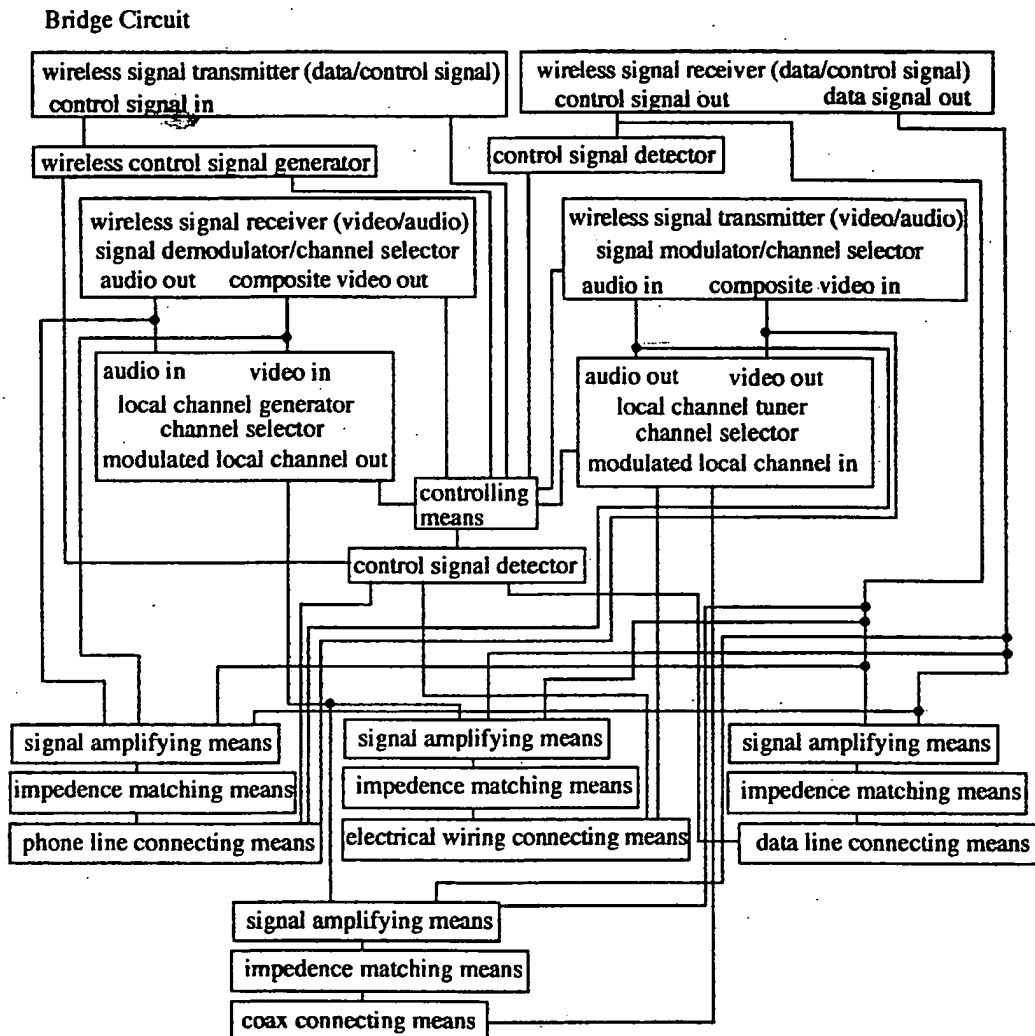 Bridge Circuit
wireless signal transmitter (data/control signal)
control signal in
wireless signal receiver (data/control signal)
control signal out
data signal out
wireless control signal generator
control signal detector
wireless signal receiver (video/audio)
signal demodulator/channel selector
audio out
composite video out
wireless signal transmitter (video/audio)
signal modulator/channel selector
audio in
composite video in
audio in
video in
local channel generator
channel selector
modulated local channel out
audio out
video out
local channel tuner
channel selector
modulated local channel in
controlling
means
control signal detector
signal amplifying means
impedence matching means
phone line connecting means
signal amplifying means
impedence matching means
electrical wiring connecting means
signal amplifying means
impedence matching means
data line connecting means
signal amplifying means
impedence matching means
coax connecting means